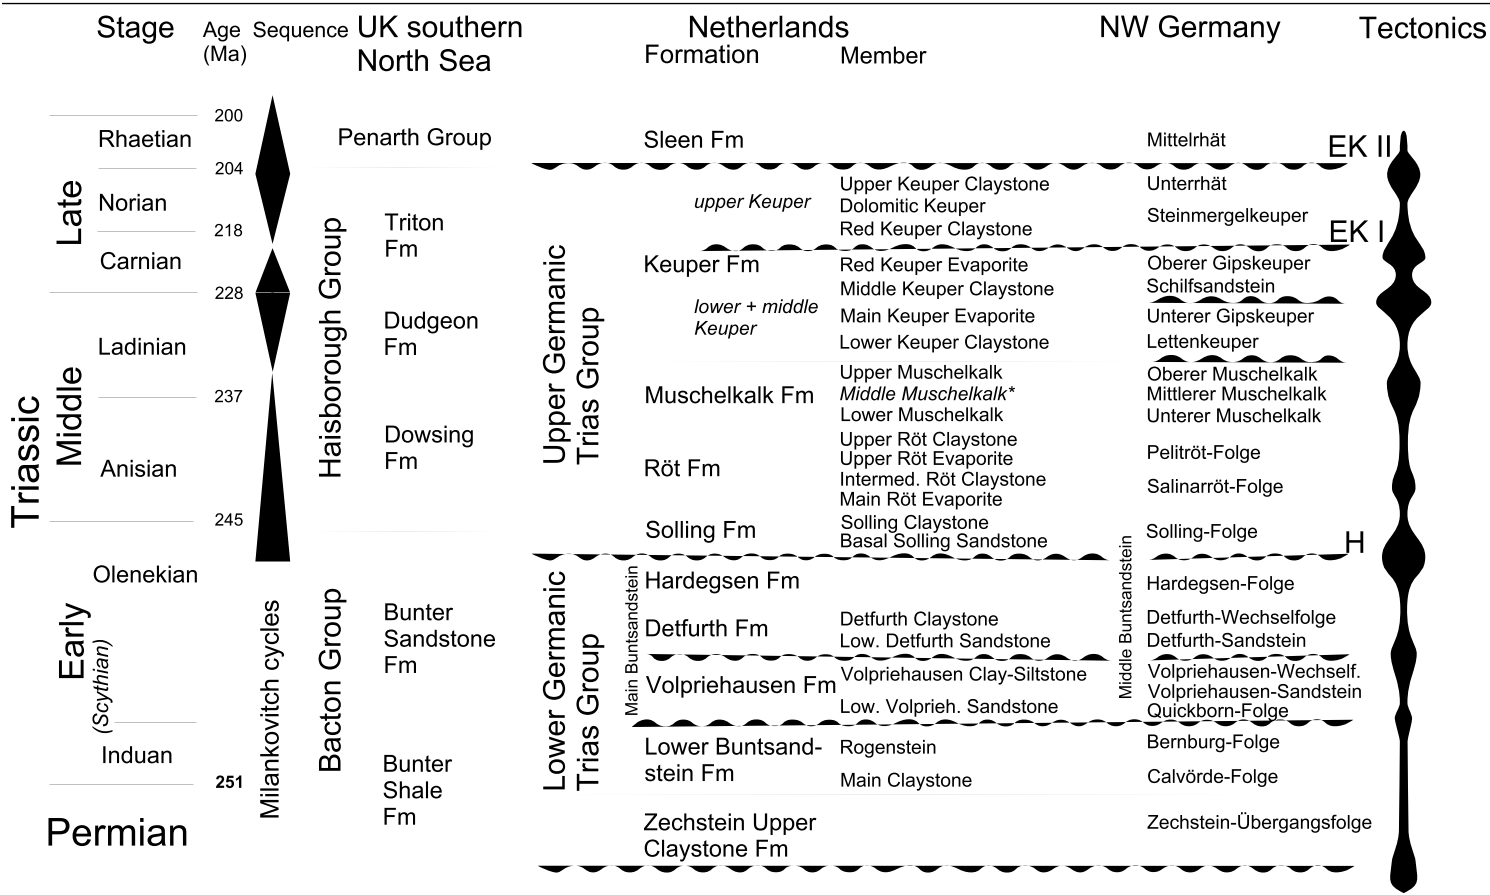 Stage
Age
(Ma)
Sequence
UK southern
North Sea
Netherlands
Formation
Member
NW Germany
Tectonics
Triassic
Late
Middle
Early
(Scythian)
Permian
Rhaetian
Norian
Carnian
Ladinian
Anisian
Olenekian
Induan
200
204
218
228
237
245
251
Milankovitch cycles
Haisborough Group
Bacton Group
Penarth Group
Triton
Fm
Dudgeon
Fm
Dowsing
Fm
Bunter
Sandstone
Fm
Bunter
Shale
Fm
Upper Germanic
Trias Group
Lower Germanic
Trias Group
Main Buntsandstein
Sleen Fm
upper Keuper
Keuper Fm
lower + middle
Keuper
Muschelkalk Fm
Röt Fm
Solling Fm
Hardegsen Fm
Detfurth Fm
Volpriehausen Fm
Lower Buntsand-
stein Fm
Zechstein Upper
Claystone Fm
Upper Keuper Claystone
Dolomitic Keuper
Red Keuper Claystone
Red Keuper Evaporite
Middle Keuper Claystone
Main Keuper Evaporite
Lower Keuper Claystone
Upper Muschelkalk
Middle Muschelkalk*
Lower Muschelkalk
Upper Röt Claystone
Upper Röt Evaporite
Intermed. Röt Claystone
Main Röt Evaporite
Solling Claystone
Basal Solling Sandstone
Detfurth Claystone
Low. Detfurth Sandstone
Volpriehausen Clay-Siltstone
Low. Volprieh. Sandstone
Rogenstein
Main Claystone
Middle Buntsandstein
Mittelrhät
Unterrhät
Steinmergelkeuper
Oberer Gipskeuper
Schilfsandstein
Unterer Gipskeuper
Lettenkeuper
Oberer Muschelkalk
Mittlerer Muschelkalk
Unterer Muschelkalk
Pelitröt-Folge
Salinarröt-Folge
Solling-Folge
Hardegsen-Folge
Detfurth-Wechselfolge
Detfurth-Sandstein
Volpriehausen-Wechself.
Volpriehausen-Sandstein
Quickborn-Folge
Bernburg-Folge
Calvörde-Folge
Zechstein-Übergangsfolge
EK II
EK I
H